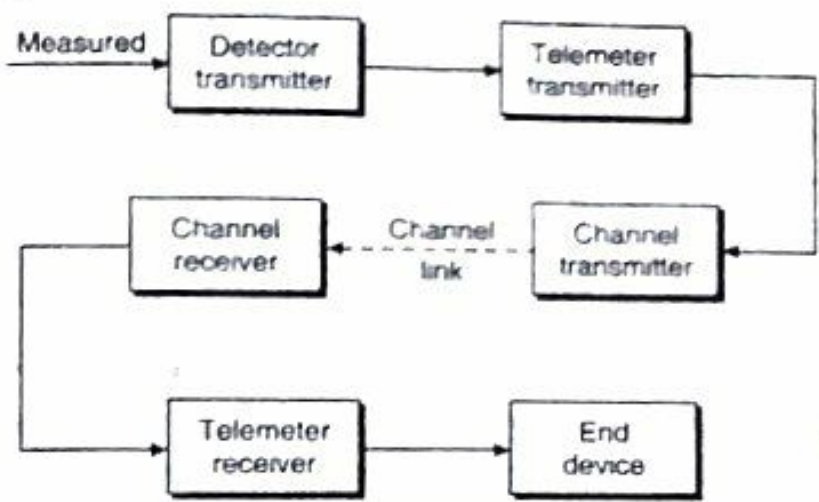 Measured
Detector
transmitter
Telemeter
transmitter
Channel
receiver
Channel
link
Channel
transmitter
Telemeter
receiver
End
device